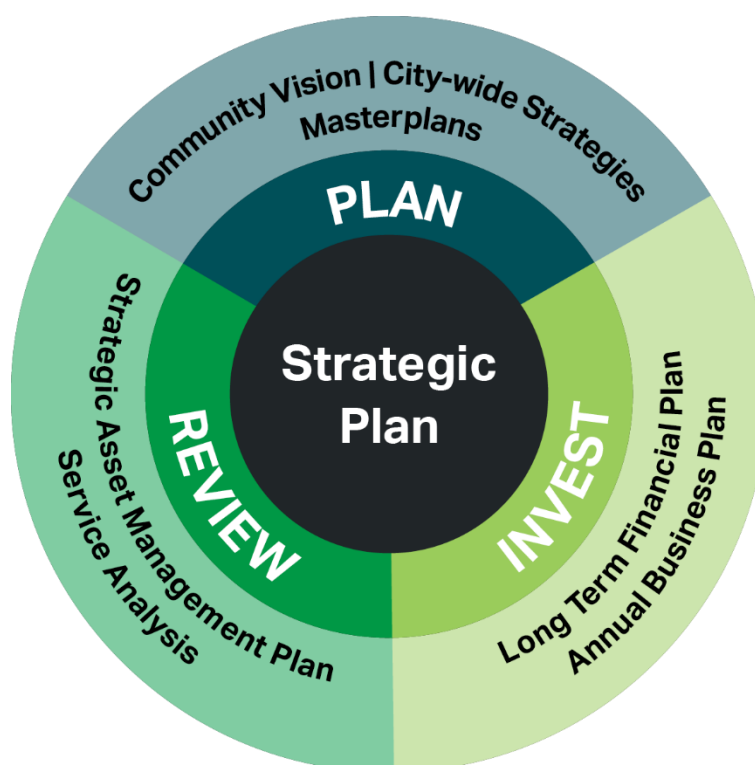 Community Vision | City-wide Strategies
Masterplans
PLAN
Strategic
Plan
INVEST
Long Term Financial Plan
Annual Business Plan
REVIEW
Strategic Asset Management Plan
Service Analysis